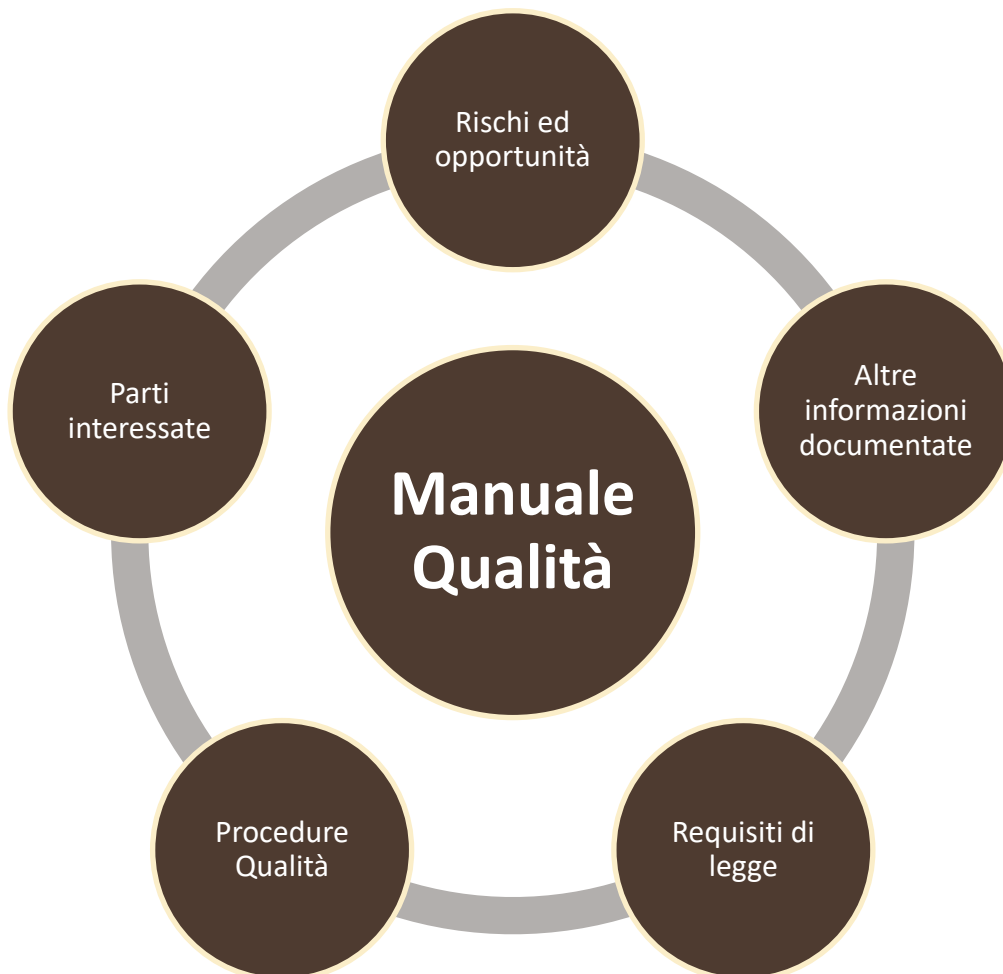 Rischi ed
opportunità
Parti
interessate
Altre
informazioni
documentate
Manuale
Qualità
Procedure
Qualità
Requisiti di
legge